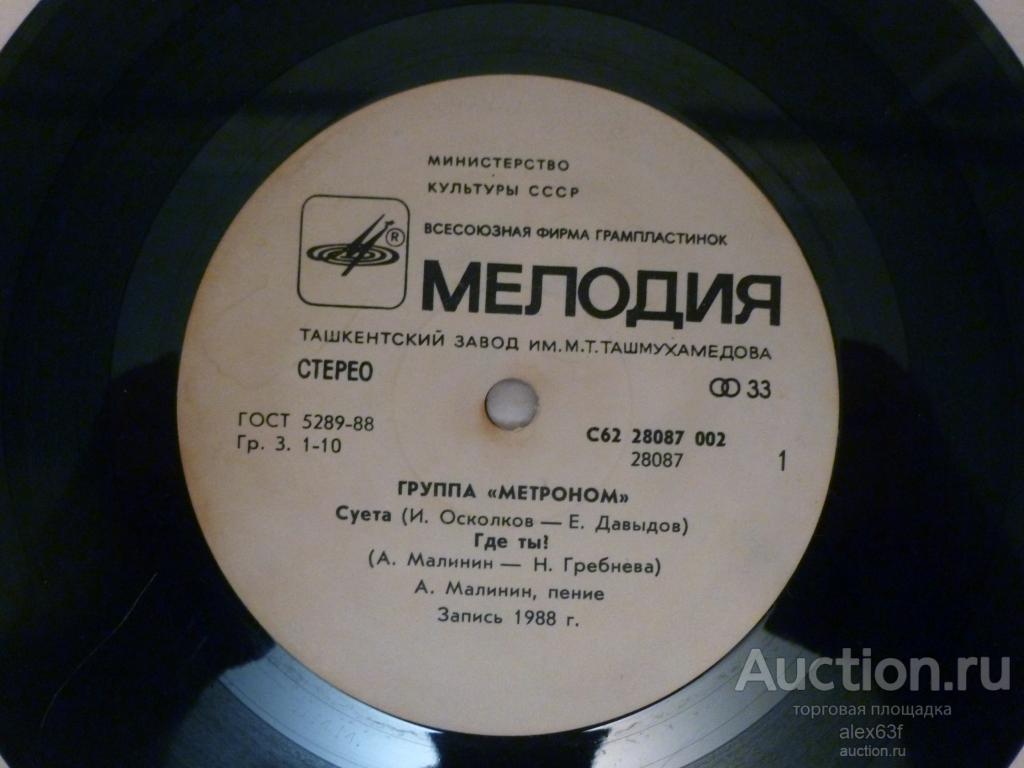 МИНИСТЕРСТВО
КУЛЬТУРЫ СССР
ВСЕСОЮЗНАЯ ФИРМА ГРАМПЛАСТИНОК
®
МЕЛОДИЯ
ТАШКЕНТСКИЙ ЗАВОД ИМ.М.Т.ТАШМУХАМЕДОВА
СТЕРЕО
33
ГОСТ 5289-88
Гр. 3. 1-10
С62 28087 002
28087
1
ГРУППА «МЕТРОНОМ»
Суета (И. Осколков — Е. Давыдов)
Где ты?
(А. Малинин — Н. Гребнева)
А. Малинин, пение
Запись 1988 г.
Auction.ru
торговая площадка
alex63f
auction.ru